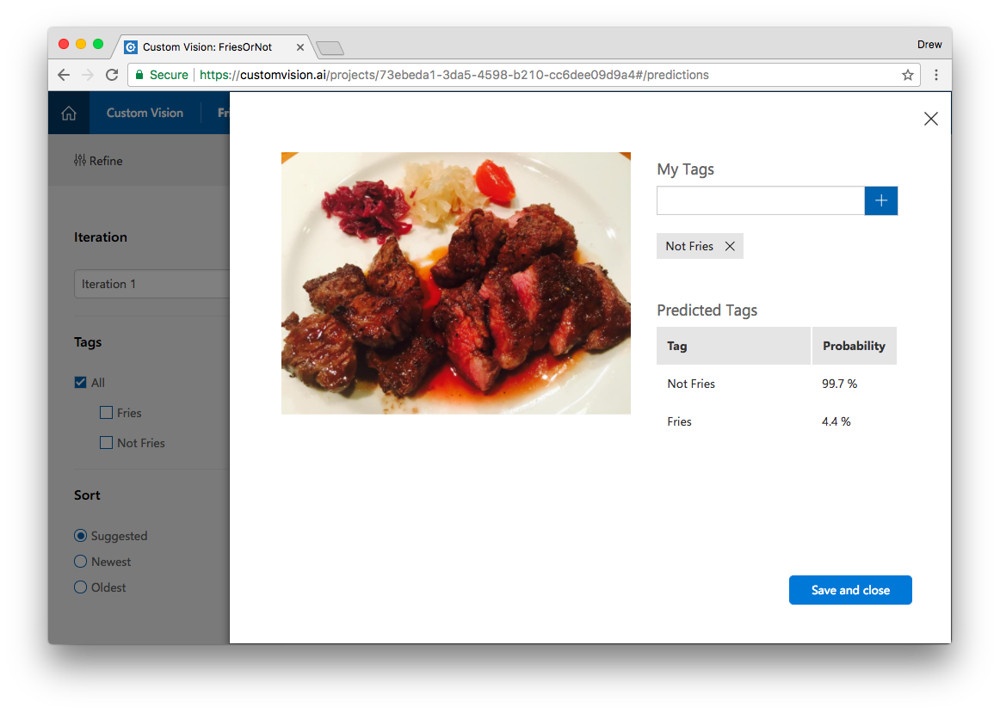 Custom Vision: FriesOrNot
Drew
Secure
https://customvision.ai/projects/73ebeda1-3da5-4598-b210-cc6dee09d9a4#/predictions
Custom Vision
Fri
Refine
Iteration
Iteration 1
Tags
All
Fries
Not Fries
Sort
Suggested
Newest
Oldest
My Tags
Not Fries
Predicted Tags
Tag Probability
Not Fries 99.7 %
Fries 4.4 %
Save and close